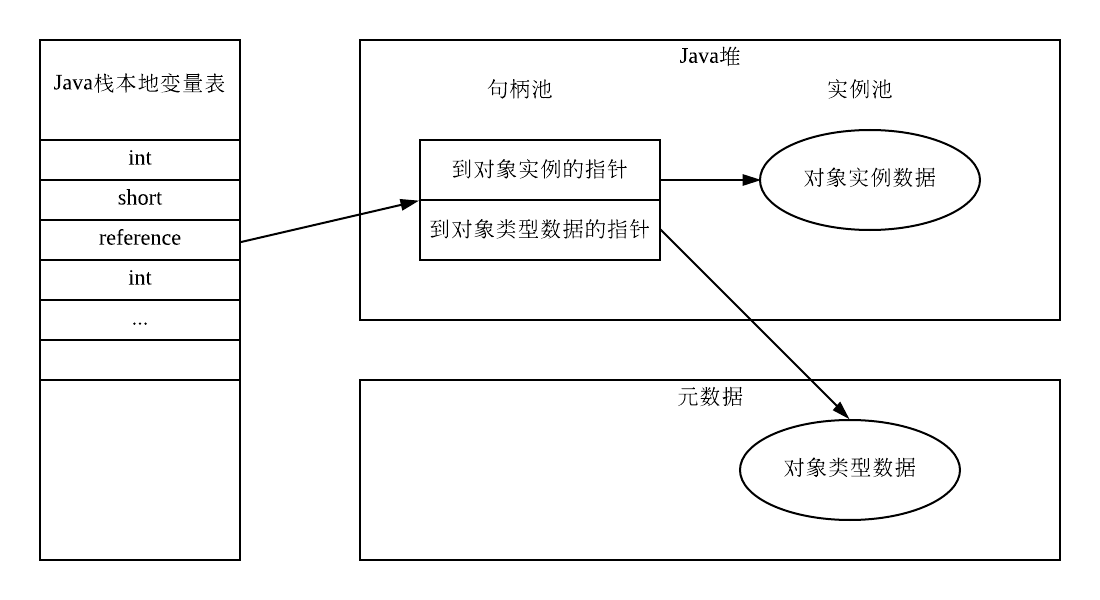 Java栈本地变量表
int
short
reference
int
...
Java堆
句柄池
实例池
到对象实例的指针
到对象类型数据的指针
对象实例数据
元数据
对象类型数据